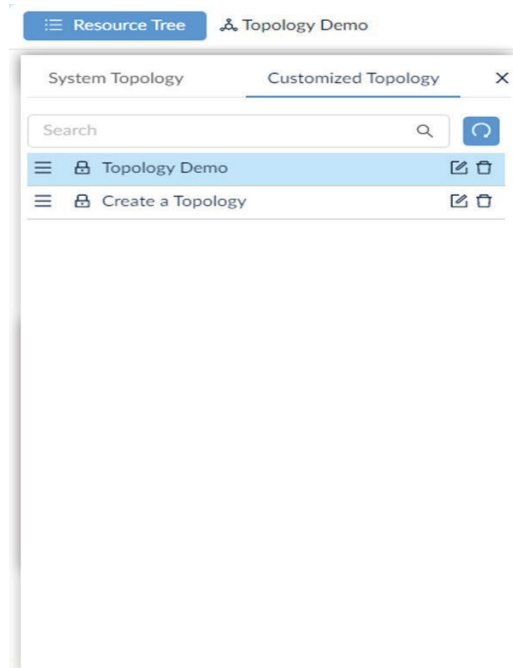 Resource Tree Topology Demo
System Topology Customized Topology
Search
Topology Demo
Create a Topology